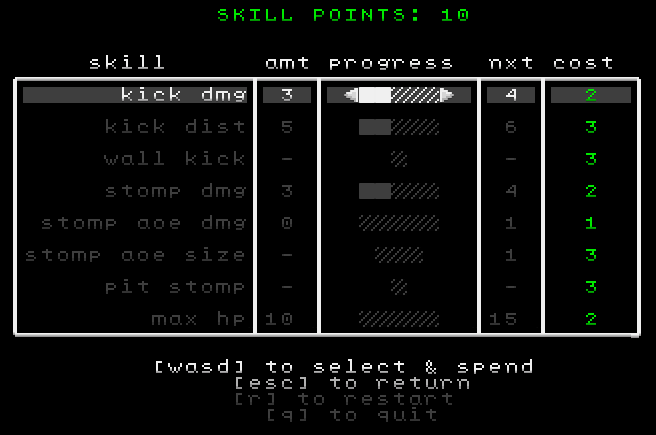 SKILL POINTS: 10
skill amt progress nxt cost
kick dmg 3 4 2
kick dist 5 6 3
wall kick - - 3
stomp dmg 3 4 2
stomp aoe dmg 0 1 1
stomp aoe size - 1 3
pit stomp - - 3
max hp 10 15 2
[wasd] to select & spend
[esc] to return
[r] to restart
[q] to quit